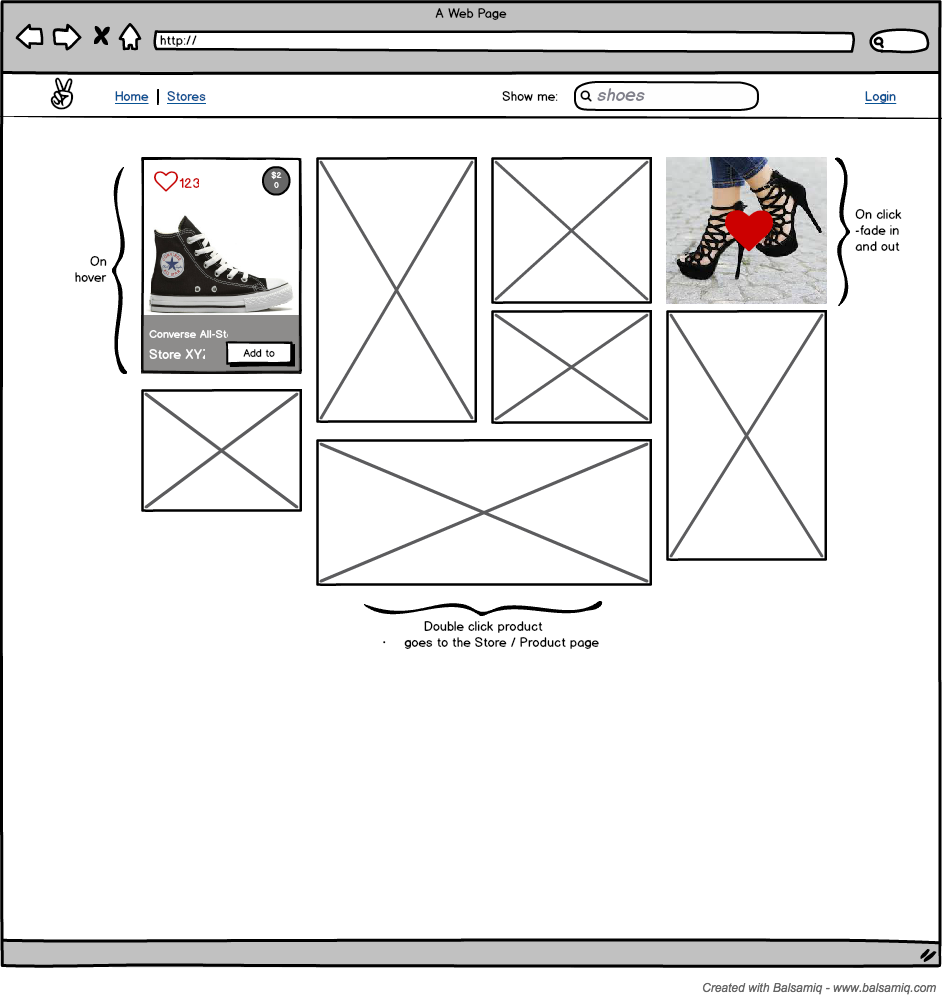 A Web Page
http://
Home | Stores
Show me:
shoes
Login
123
$2
0
On
hover
Converse All-St
Store XYZ
Add to
On click
-fade in
and out
Double click product
· goes to the Store / Product page
Created with Balsamiq - www.balsamiq.com